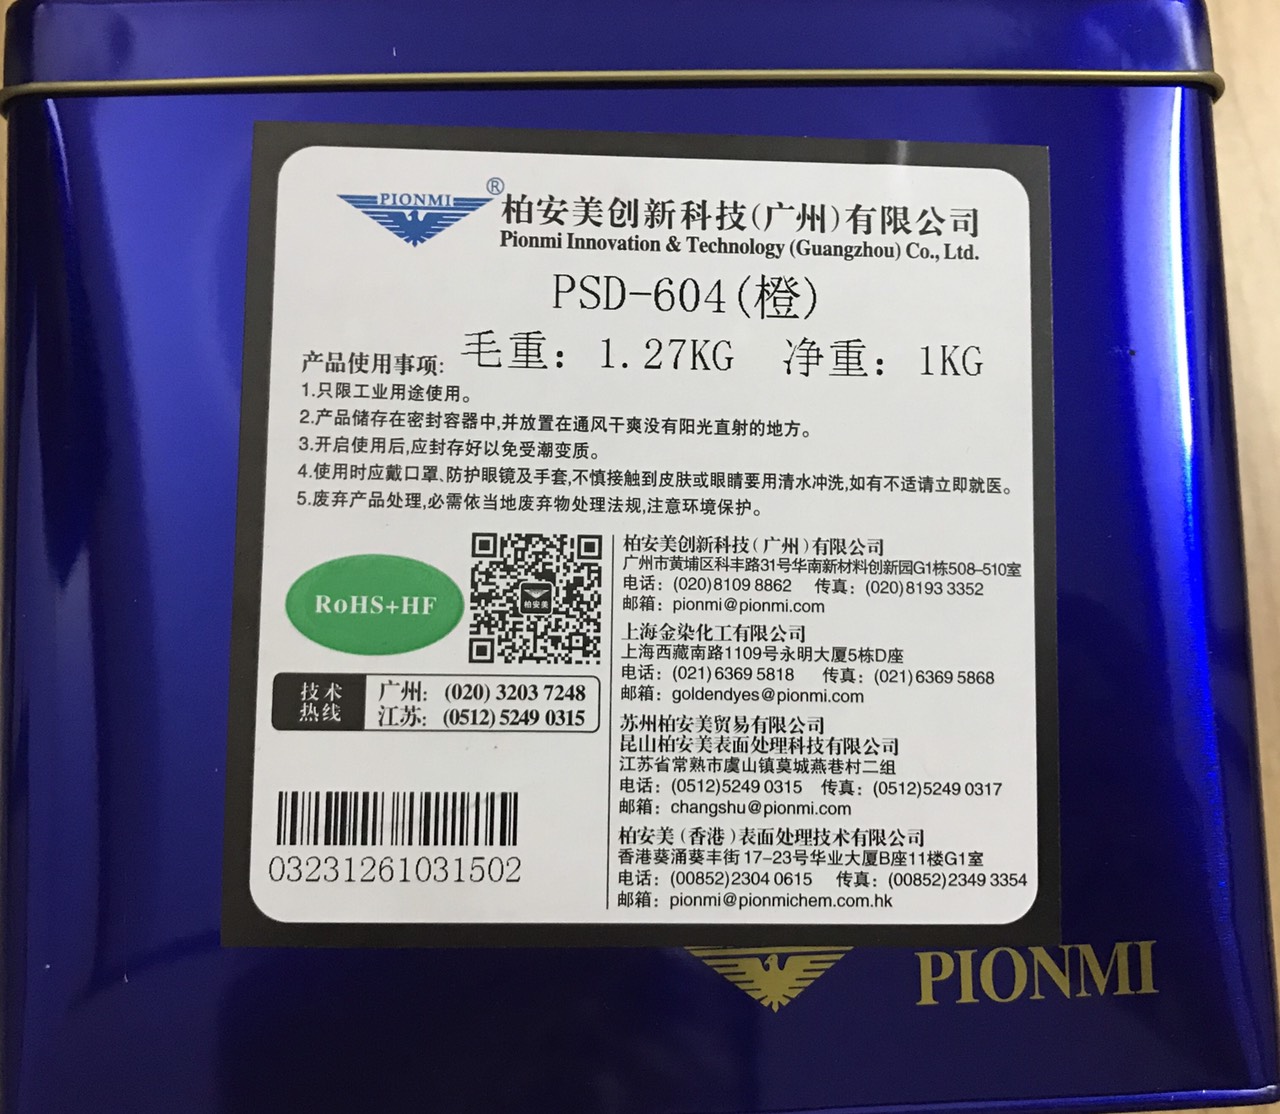 PIONMI®
柏安美创新科技(广州)有限公司
Pionmi Innovation & Technology (Guangzhou) Co., Ltd.
PSD-604(橙)
毛重: 1.27KG 净重: 1KG
产品使用事项:
1.只限工业用途使用。
2.产品储存在密封容器中,并放置在通风干爽没有阳光直射的地方。
3.开启使用后,应封存好以免受潮变质。
4.使用时应戴口罩、防护眼镜及手套,不慎接触到皮肤或眼睛要用清水冲洗,如有不适请立即就医。
5.废弃产品处理,必需依当地废弃物处理法规,注意环境保护。
RoHS+HF
柏安美
技术热线
广州: (020) 3203 7248
江苏: (0512) 5249 0315
03231261031502
柏安美创新科技(广州)有限公司
广州市黄埔区科丰路31号华南新材料创新园G1栋508-510室
电话: (020)8109 8862 传真: (020)8193 3352
邮箱: pionmi@pionmi.com
上海金染化工有限公司
上海西藏南路1109号永明大厦5栋D座
电话: (021)6369 5818 传真: (021)6369 5868
邮箱: goldendyes@pionmi.com
苏州柏安美贸易有限公司
昆山柏安美表面处理科技有限公司
江苏省常熟市虞山镇莫城燕巷村二组
电话: (0512)5249 0315 传真: (0512)5249 0317
邮箱: changshu@pionmi.com
柏安美(香港)表面处理技术有限公司
香港葵涌葵丰街17-23号华业大厦B座11楼G1室
电话: (00852)2304 0615 传真: (00852)2349 3354
邮箱: pionmi@pionmichem.com.hk
PIONMI